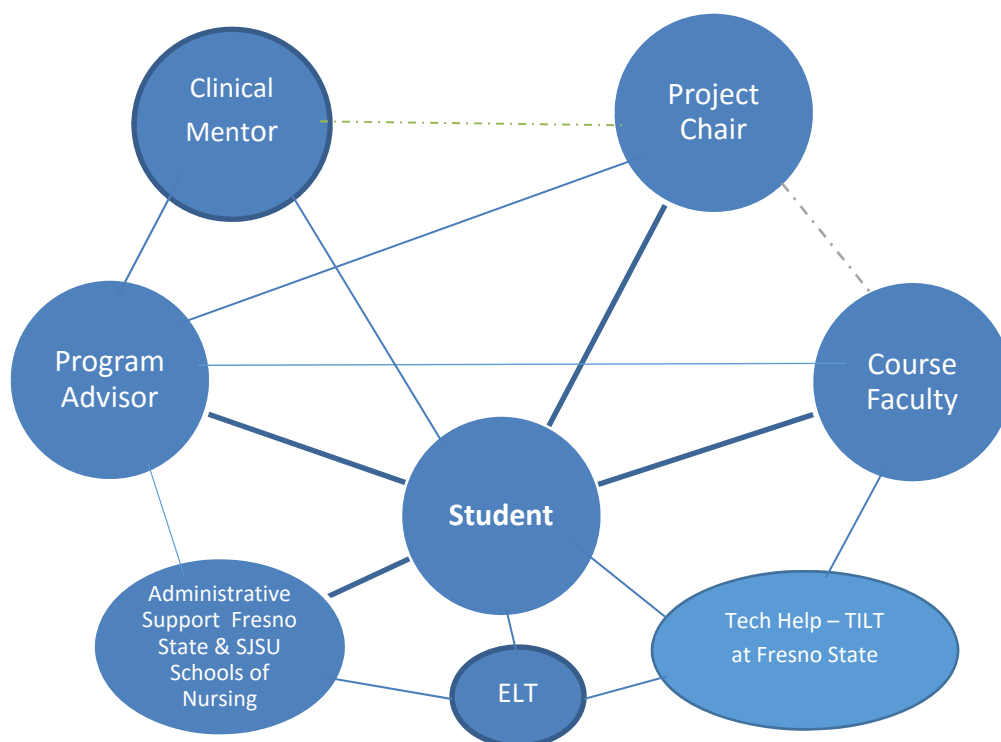 Clinical
Mentor
Project
Chair
Program
Advisor
Course
Faculty
Student
Administrative
Support Fresno
State & SJSU
Schools of
Nursing
ELT
Tech Help – TILT
at Fresno State